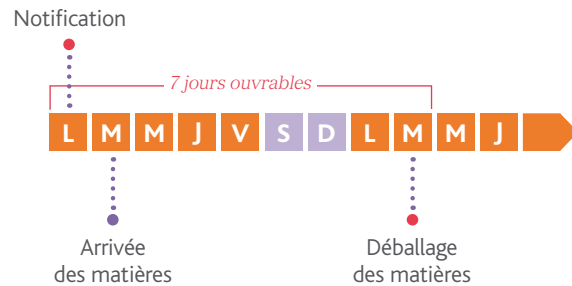 Notification
7 jours ouvrables
L M M J V S D L M M J
Arrivée
des matières
Déballage
des matières